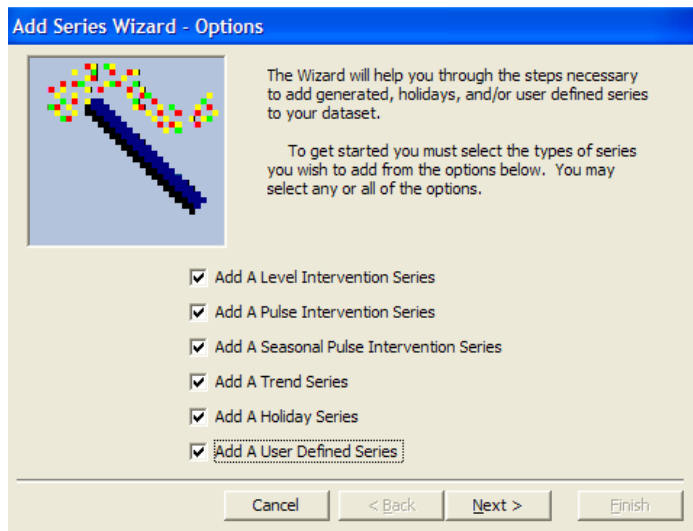 Add Series Wizard - Options
The Wizard will help you through the steps necessary
to add generated, holidays, and/or user defined series
to your dataset.
To get started you must select the types of series
you wish to add from the options below. You may
select any or all of the options.
Add A Level Intervention Series
Add A Pulse Intervention Series
Add A Seasonal Pulse Intervention Series
Add A Trend Series
Add A Holiday Series
Add A User Defined Series
Cancel < Back Next > Finish